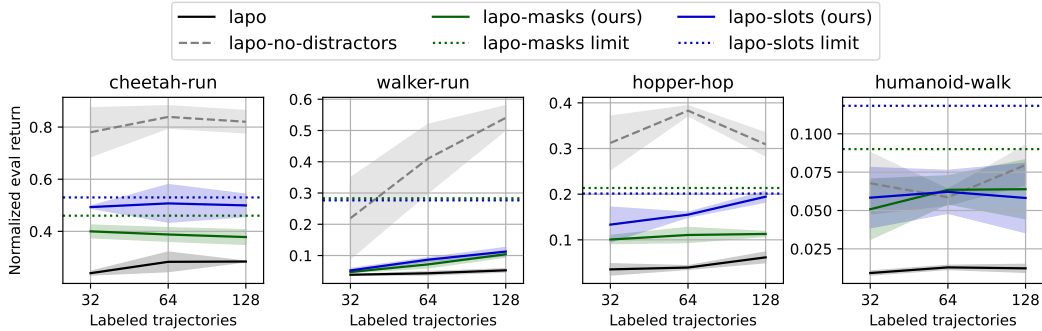 lapo lapo-masks (ours) lapo-slots (ours)
lapo-no-distractors lapo-masks limit lapo-slots limit
cheetah-run walker-run hopper-hop humanoid-walk
Normalized eval return
0.8
0.6
0.4
32 64 128
Labeled trajectories
0.6
0.5
0.4
0.3
0.2
0.1
32 64 128
Labeled trajectories
0.4
0.3
0.2
0.1
32 64 128
Labeled trajectories
0.100
0.075
0.050
0.025
32 64 128
Labeled trajectories